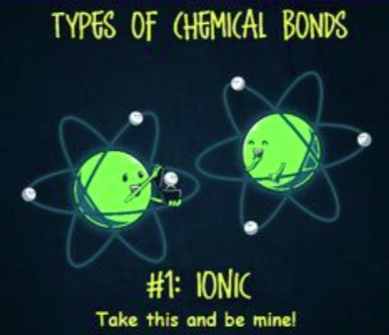 TYPES OF CHEMICAL BONDS
#1: IONIC
Take this and be mine!